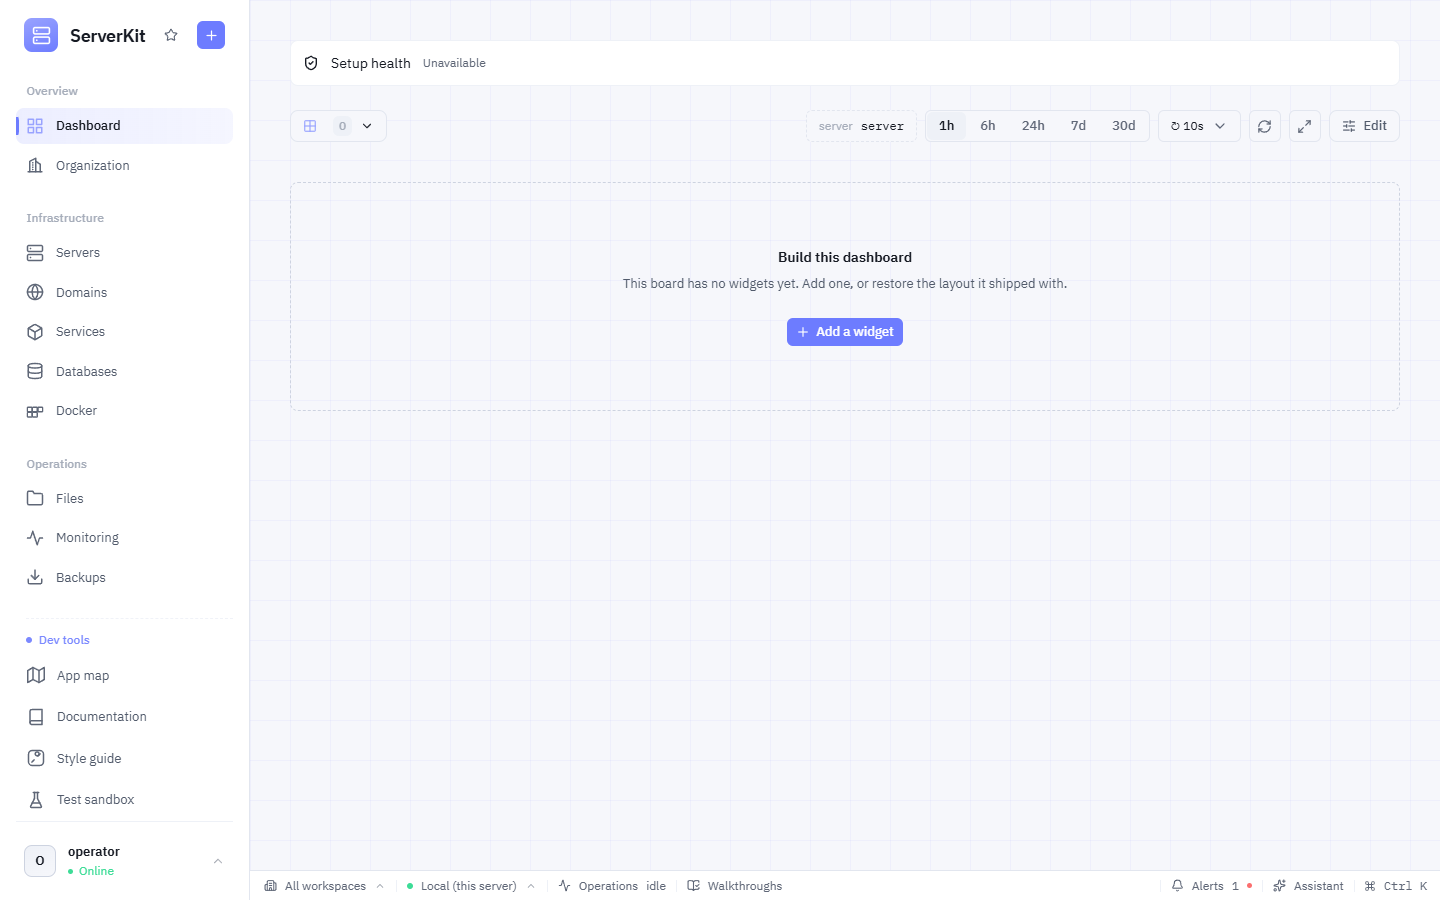 ServerKit
Overview
Dashboard
Organization
Infrastructure
Servers
Domains
Services
Databases
Docker
Operations
Files
Monitoring
Backups
Dev tools
App map
Documentation
Style guide
Test sandbox
O
operator
Online
Setup health Unavailable
0
server server
1h 6h 24h 7d 30d
↻ 10s
Edit
Build this dashboard
This board has no widgets yet. Add one, or restore the layout it shipped with.
Add a widget
All workspaces
Local (this server)
Operations idle
Walkthroughs
Alerts 1
Assistant
⌘ Ctrl K